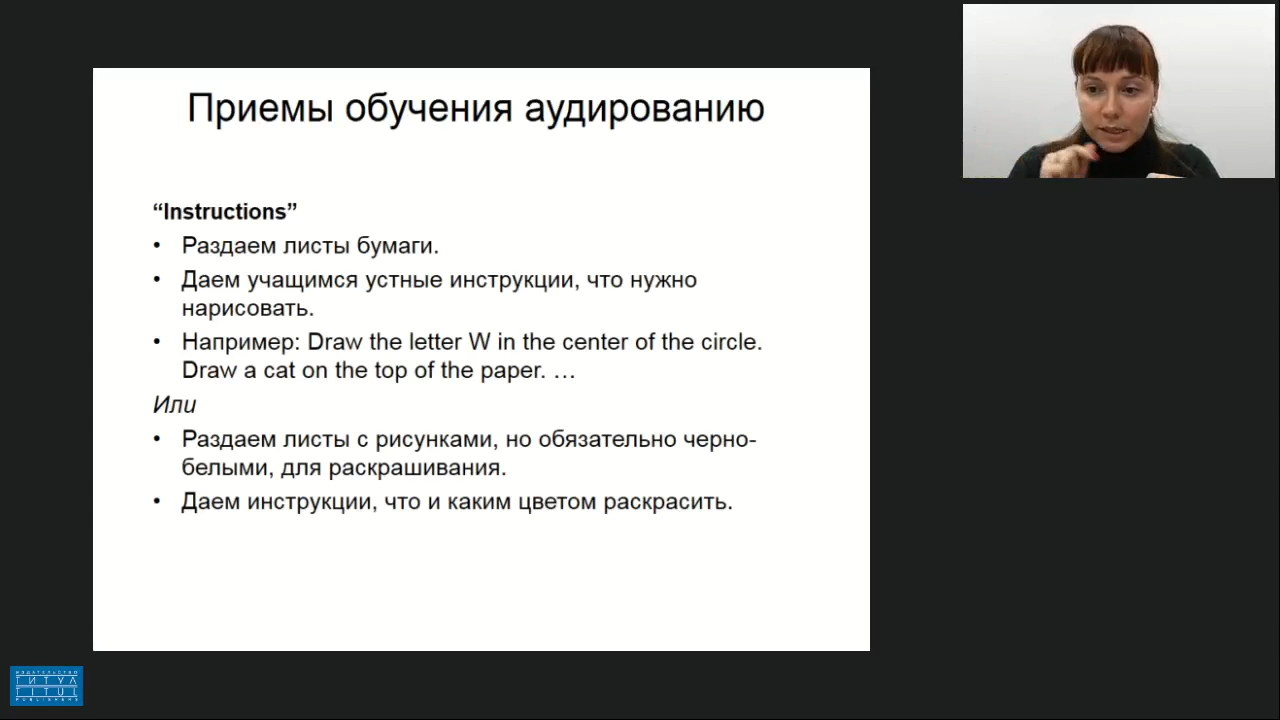 Приемы обучения аудированию
“Instructions”
• Раздаем листы бумаги.
• Даем учащимся устные инструкции, что нужно
нарисовать.
• Например: Draw the letter W in the center of the circle.
Draw a cat on the top of the paper. …
Или
• Раздаем листы с рисунками, но обязательно черно-
белыми, для раскрашивания.
• Даем инструкции, что и каким цветом раскрасить.
ИЗДАТЕЛЬСТВО
ТИТУЛ
TITUL
PUBLISHERS